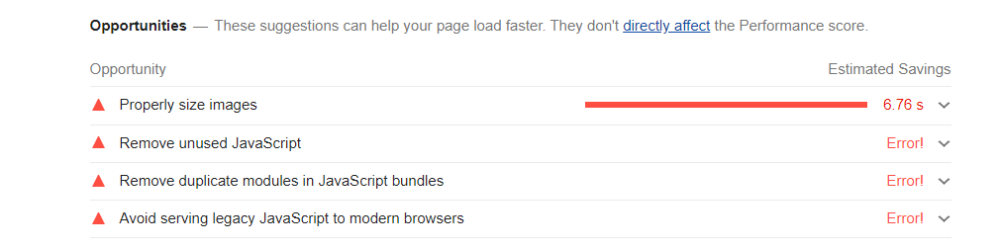 Opportunities — These suggestions can help your page load faster. They don't directly affect the Performance score.
Opportunity Estimated Savings
Properly size images 6.76 s
Remove unused JavaScript Error!
Remove duplicate modules in JavaScript bundles Error!
Avoid serving legacy JavaScript to modern browsers Error!